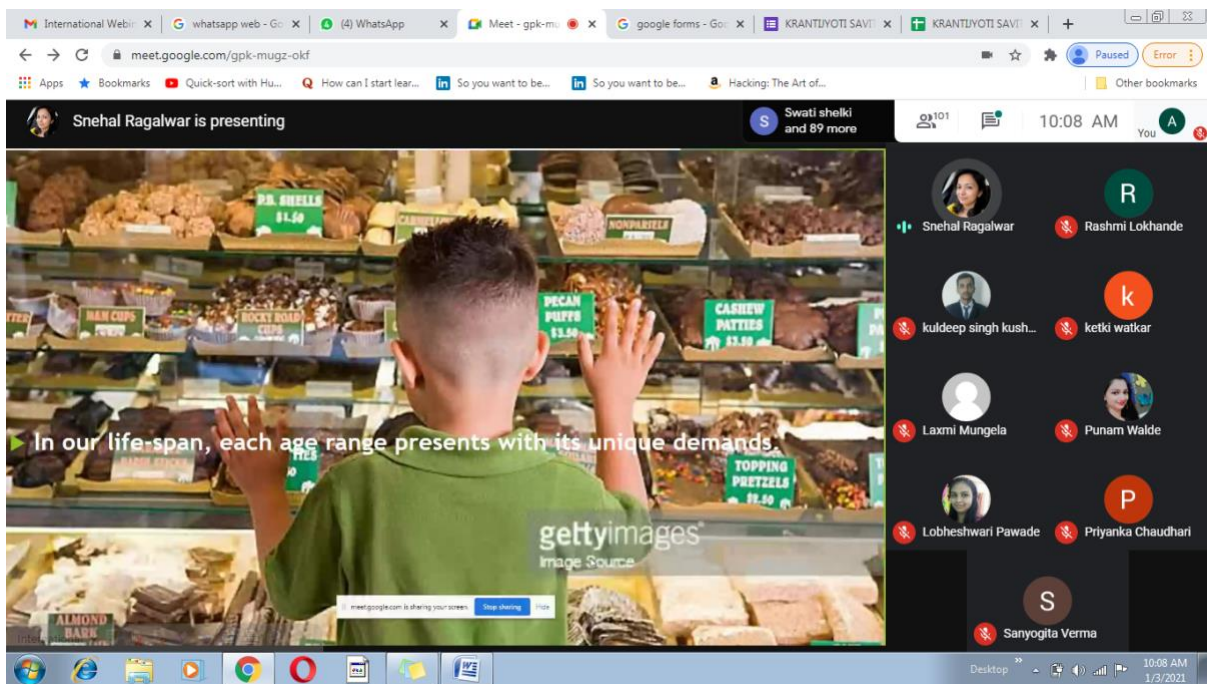 International Webin
whatsapp web - Go
(4) WhatsApp
Meet - gpk-mu
google forms - Goo
KRANTIJYOTI SAVIT
KRANTIJYOTI SAVIT
meet.google.com/gpk-mugz-okf
Paused
Error
Apps
Bookmarks
Quick-sort with Hu...
How can I start lear...
So you want to be...
So you want to be...
Hacking: The Art of...
Other bookmarks
Snehal Ragalwar is presenting
S
Swati shelki
and 89 more
101
10:08 AM
You
A
P.B. SHELLS
$1.50
NONPARIELS
M&M CUPS
ROCKY ROAD
CUPS
PECAN
PUFFS
$3.50
CASHEW
PATTIES
$3.50
In our life-span, each age range presents with its unique demands.
TOPPING
PRETZELS
$2.50
gettyimages®
Image Source
meet.google.com is sharing your screen.
Stop sharing
Hide
ALMOND
BARK
Snehal Ragalwar
R
Rashmi Lokhande
kuldeep singh kush...
k
ketki watkar
Laxmi Mungela
Punam Walde
Lobheshwari Pawade
P
Priyanka Chaudhari
S
Sanyogita Verma
Desktop
10:08 AM
1/3/2021